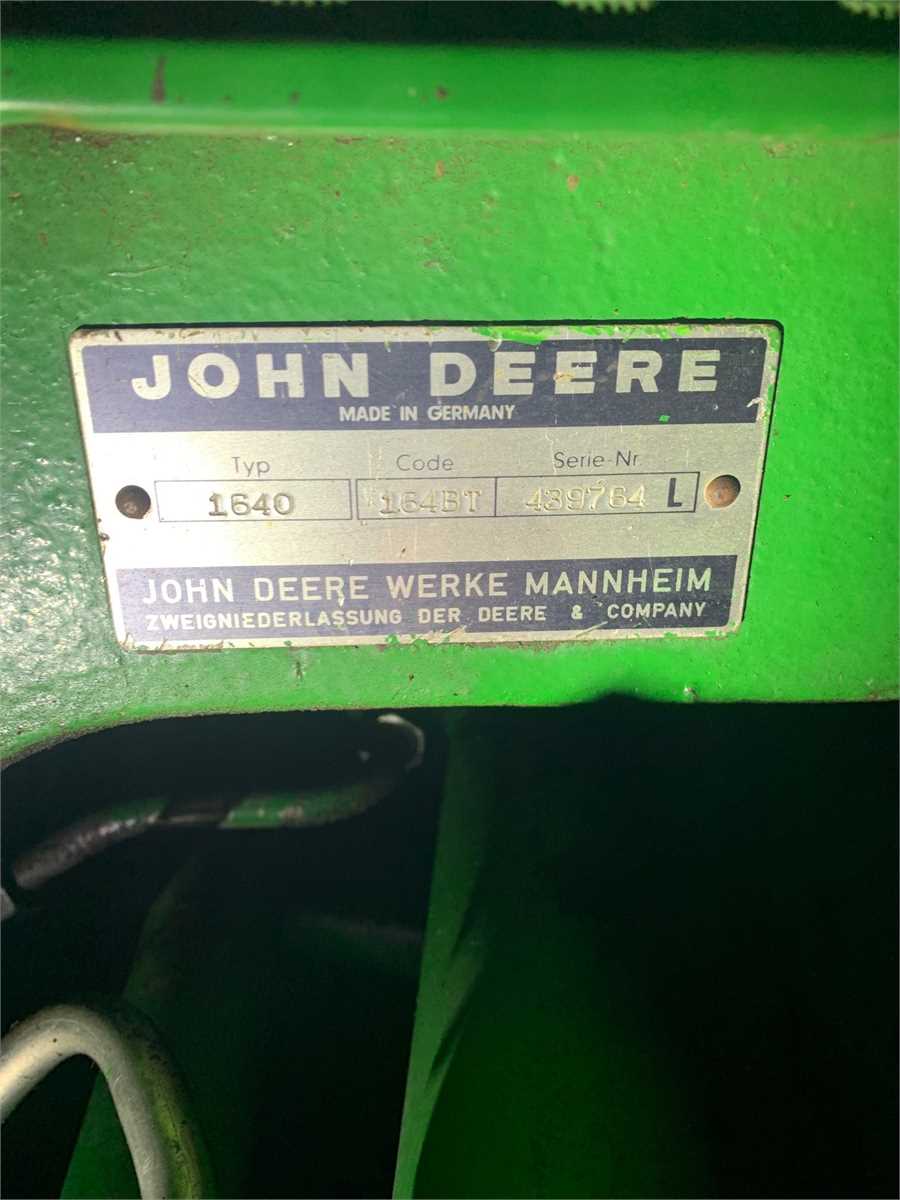 JOHN DEERE
MADE IN GERMANY
Typ Code Serie-Nr.
1640 164BT 439764 L
JOHN DEERE WERKE MANNHEIM
ZWEIGNIEDERLASSUNG DER DEERE & COMPANY